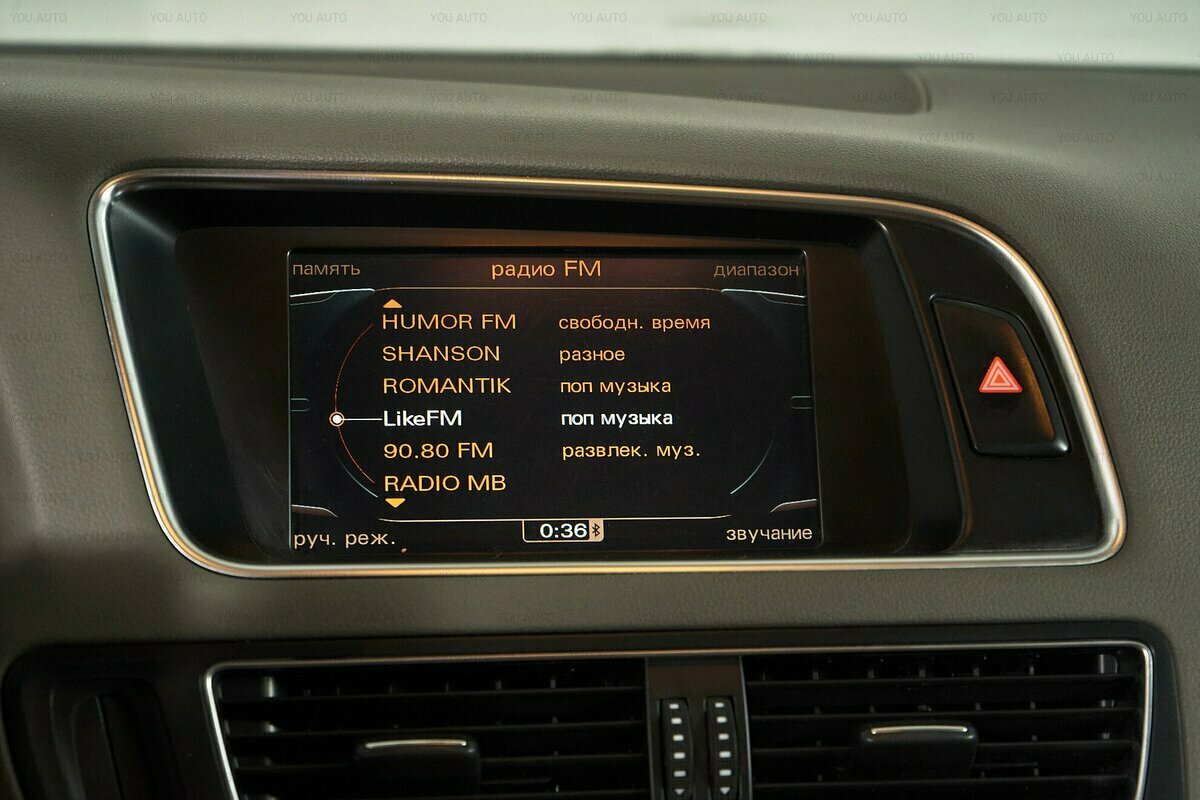 YOU AUTO
память радио FM диапазон
HUMOR FM свободн. время
SHANSON разное
ROMANTIK поп музыка
LikeFM поп музыка
90.80 FM развлек. муз.
RADIO MB
руч. реж. 0:36 звучание